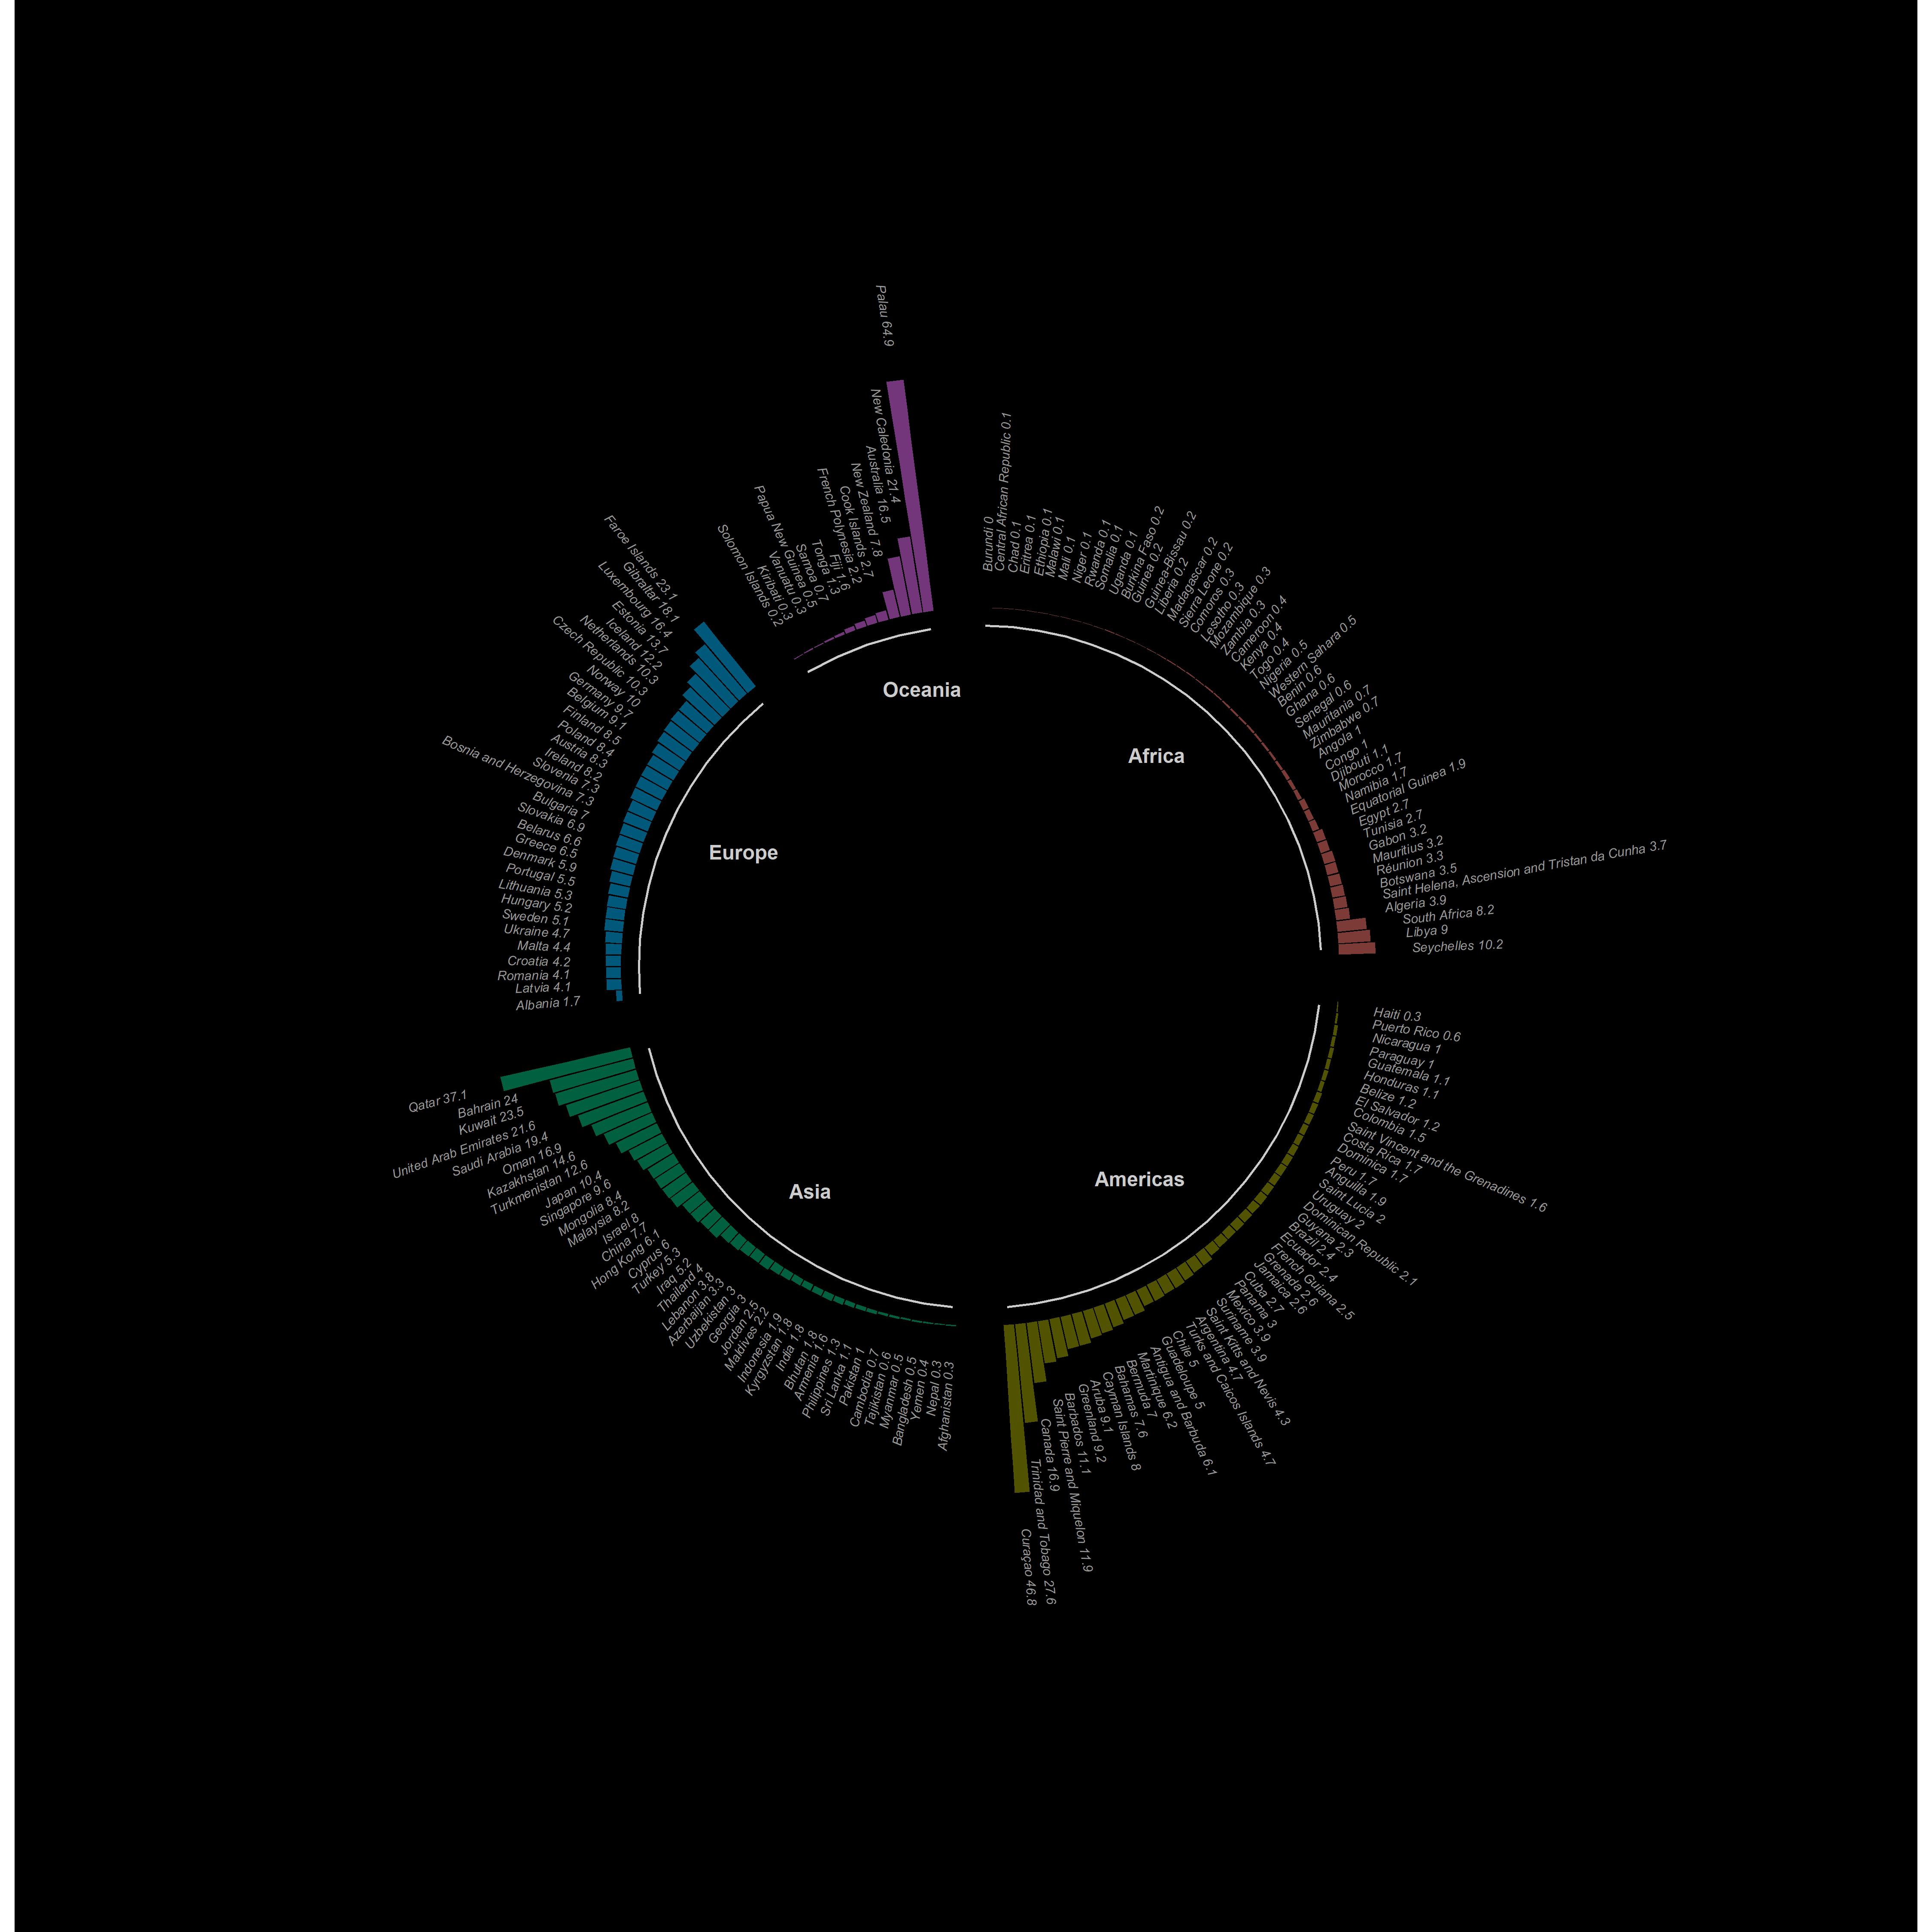 Burundi 0
Central African Republic 0.1
Chad 0.1
Eritrea 0.1
Ethiopia 0.1
Malawi 0.1
Mali 0.1
Niger 0.1
Rwanda 0.1
Somalia 0.1
Uganda 0.1
Burkina Faso 0.2
Guinea 0.2
Guinea-Bissau 0.2
Liberia 0.2
Madagascar 0.2
Sierra Leone 0.2
Comoros 0.3
Lesotho 0.3
Mozambique 0.3
Zambia 0.3
Cameroon 0.4
Kenya 0.4
Togo 0.4
Nigeria 0.5
Western Sahara 0.5
Benin 0.6
Ghana 0.6
Senegal 0.6
Mauritania 0.7
Zimbabwe 0.7
Angola 1
Congo 1
Djibouti 1.1
Morocco 1.7
Namibia 1.7
Equatorial Guinea 1.9
Egypt 2.7
Tunisia 2.7
Gabon 3.2
Mauritius 3.2
Réunion 3.3
Botswana 3.5
Saint Helena, Ascension and Tristan da Cunha 3.7
Algeria 3.9
South Africa 8.2
Libya 9
Seychelles 10.2
Haiti 0.3
Puerto Rico 0.6
Nicaragua 1
Paraguay 1
Guatemala 1.1
Honduras 1.1
Belize 1.2
El Salvador 1.2
Colombia 1.5
Saint Vincent and the Grenadines 1.6
Costa Rica 1.7
Dominica 1.7
Peru 1.7
Anguilla 1.9
Saint Lucia 2
Uruguay 2
Dominican Republic 2.1
Guyana 2.3
Brazil 2.4
Ecuador 2.4
French Guiana 2.5
Grenada 2.6
Jamaica 2.6
Cuba 2.7
Panama 3
Mexico 3.9
Suriname 3.9
Saint Kitts and Nevis 4.3
Argentina 4.7
Turks and Caicos Islands 4.7
Chile 5
Guadeloupe 5
Antigua and Barbuda 6.1
Martinique 6.2
Bermuda 7
Bahamas 7.6
Cayman Islands 8
Aruba 9.1
Greenland 9.2
Barbados 11.1
Saint Pierre and Miquelon 11.9
Canada 16.9
Trinidad and Tobago 27.6
Curaçao 46.8
Afghanistan 0.3
Nepal 0.3
Yemen 0.4
Bangladesh 0.5
Myanmar 0.5
Tajikistan 0.6
Cambodia 0.7
Pakistan 1
Sri Lanka 1.1
Philippines 1.3
Armenia 1.6
Bhutan 1.8
India 1.8
Kyrgyzstan 1.8
Indonesia 1.9
Maldives 2.2
Jordan 2.5
Georgia 3
Uzbekistan 3
Azerbaijan 3.3
Lebanon 3.8
Thailand 4
Iraq 5.2
Turkey 5.3
Cyprus 6
Hong Kong 6.1
China 7.7
Israel 8
Malaysia 8.2
Mongolia 8.4
Singapore 9.6
Japan 10.4
Turkmenistan 12.6
Kazakhstan 14.6
Oman 16.9
Saudi Arabia 19.4
United Arab Emirates 21.6
Kuwait 23.5
Bahrain 24
Qatar 37.1
Albania 1.7
Latvia 4.1
Romania 4.1
Croatia 4.2
Malta 4.4
Ukraine 4.7
Sweden 5.1
Hungary 5.2
Lithuania 5.3
Portugal 5.5
Denmark 5.9
Greece 6.5
Belarus 6.6
Slovakia 6.9
Bulgaria 7
Bosnia and Herzegovina 7.3
Slovenia 7.3
Ireland 8.2
Austria 8.3
Poland 8.4
Finland 8.5
Belgium 9.1
Germany 9.7
Norway 10
Czech Republic 10.3
Netherlands 10.3
Iceland 12.2
Estonia 13.7
Luxembourg 16.4
Gibraltar 18.1
Faroe Islands 23.1
Solomon Islands 0.2
Kiribati 0.3
Vanuatu 0.3
Papua New Guinea 0.5
Samoa 0.7
Tonga 1.3
Fiji 1.6
French Polynesia 2.2
Cook Islands 2.7
New Zealand 7.8
Australia 16.5
New Caledonia 21.4
Palau 64.9
Oceania
Africa
Europe
Asia
Americas